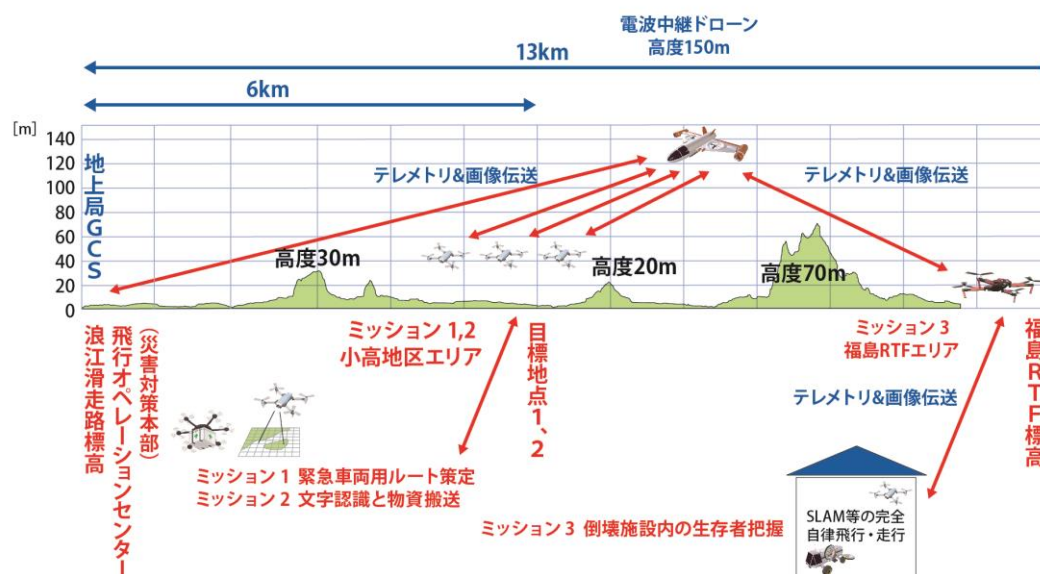 電波中継ドローン
高度150m
13km
6km
[m]
140
120
100
80
60
40
20
0
地上局GCS
テレメトリ&画像伝送
テレメトリ&画像伝送
高度30m
高度20m
高度70m
浪江滑走路標高
飛行オペレーションセンター
(災害対策本部)
ミッション 1,2
小高地区エリア
目標地点1、2
ミッション 3
福島RTFエリア
福島RTF標高
テレメトリ&画像伝送
ミッション 1 緊急車両用ルート策定
ミッション 2 文字認識と物資搬送
ミッション 3 倒壊施設内の生存者把握
SLAM等の完全
自律飛行・走行